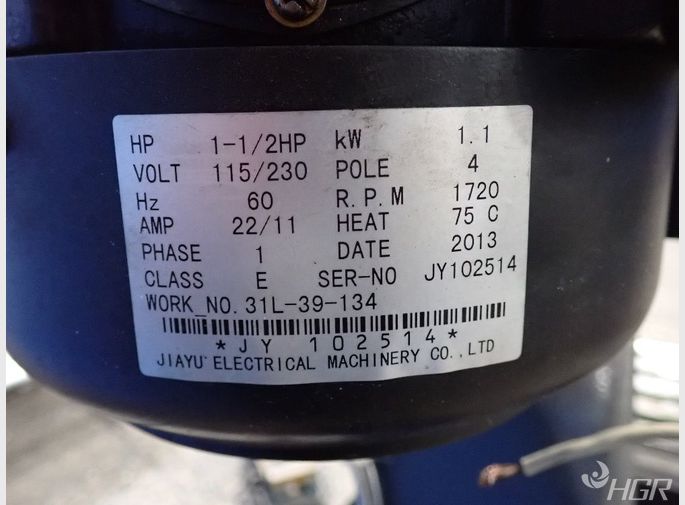 HP 1-1/2HP kW 1.1
VOLT 115/230 POLE 4
Hz 60 R.P.M 1720
AMP 22/11 HEAT 75 C
PHASE 1 DATE 2013
CLASS E SER-NO JY102514
WORK NO. 31L-39-134
*JY 102514*
JIAYU ELECTRICAL MACHINERY CO.,LTD
HGR